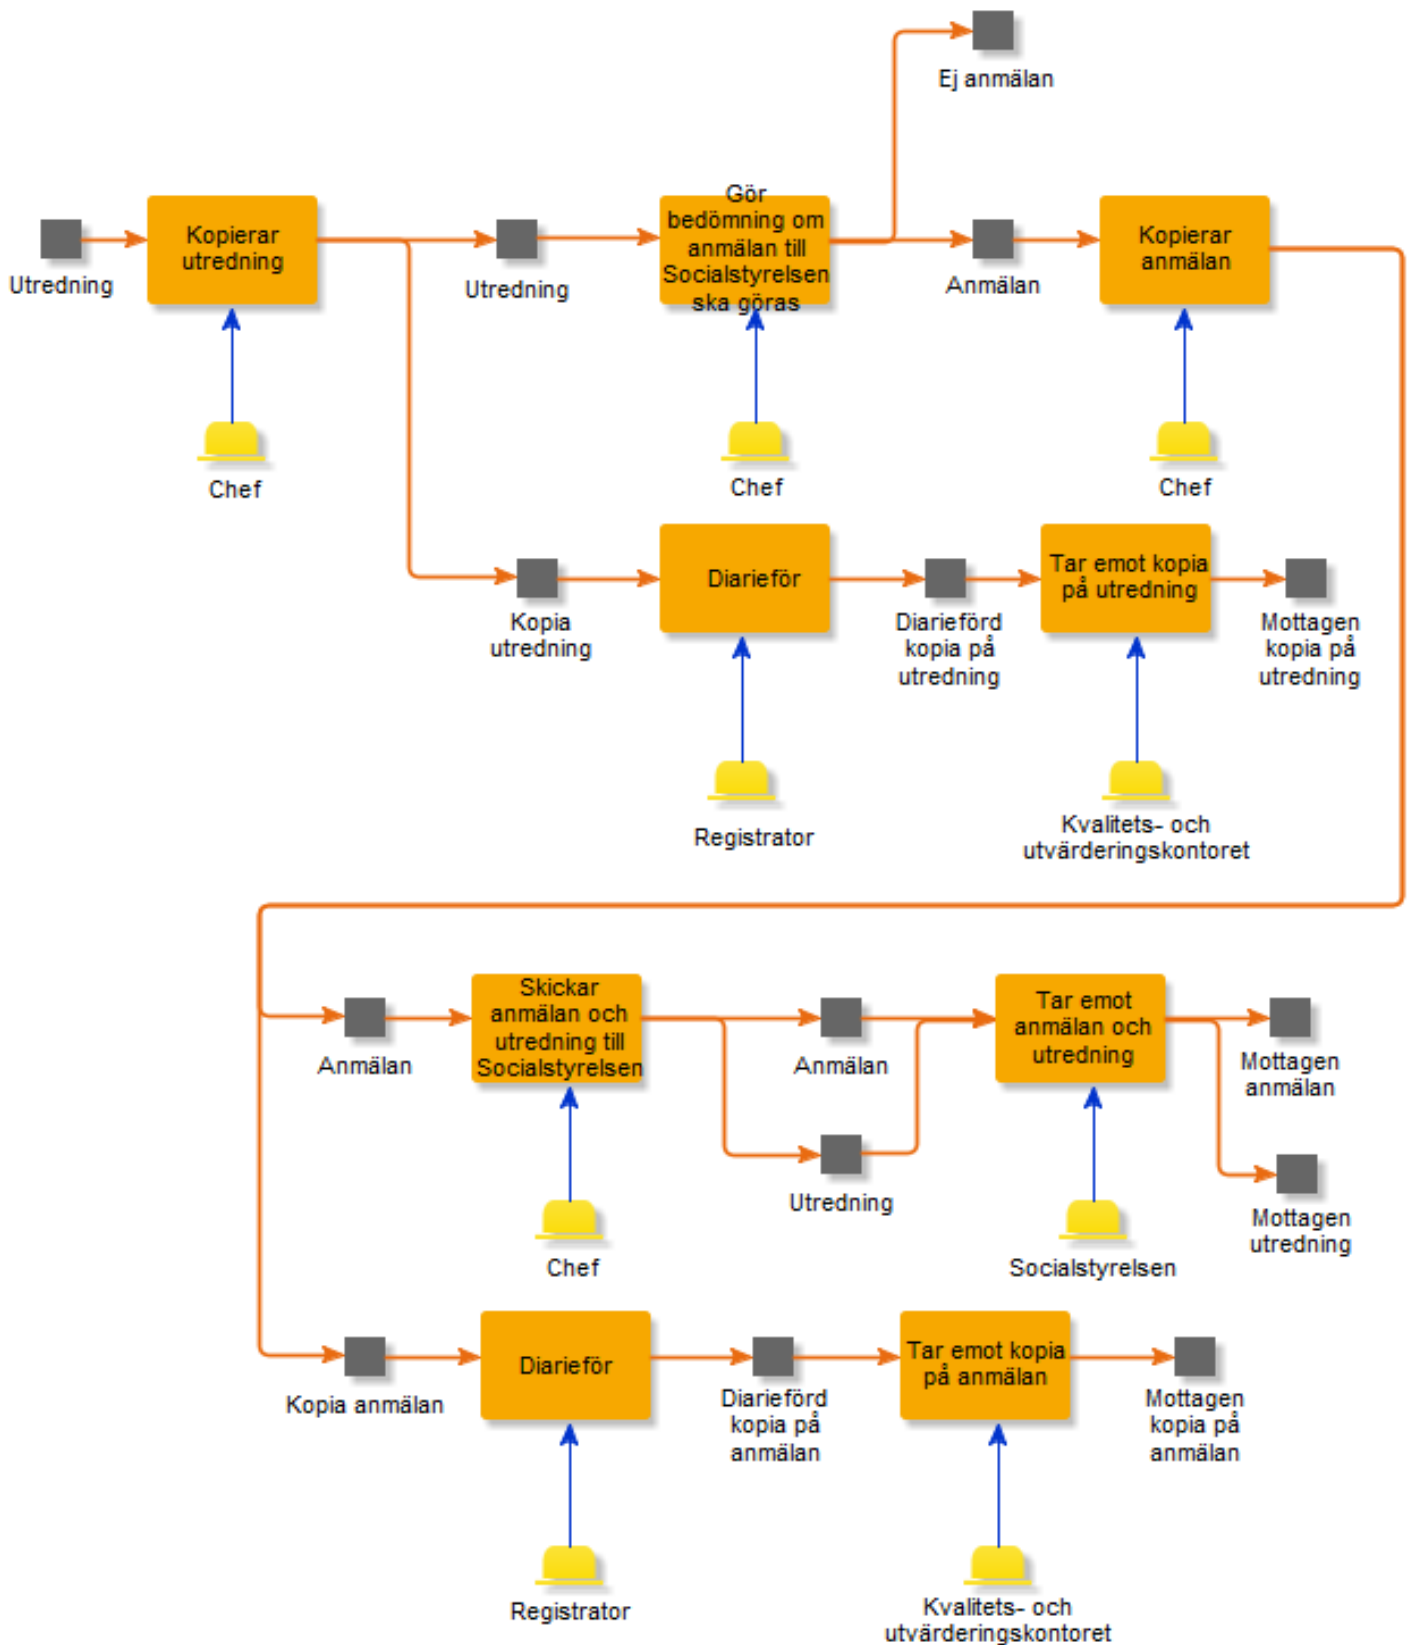 Ej anmälan
Utredning
Kopierar
utredning
Chef
Utredning
Gör
bedömning om
anmälan till
Socialstyrelsen
ska göras
Chef
Anmälan
Kopierar
anmälan
Chef
Kopia
utredning
Diarieför
Registrator
Diarieförd
kopia på
utredning
Tar emot kopia
på utredning
Kvalitets- och
utvärderingskontoret
Mottagen
kopia på
utredning
Anmälan
Skickar
anmälan och
utredning till
Socialstyrelsen
Chef
Anmälan
Utredning
Tar emot
anmälan och
utredning
Socialstyrelsen
Mottagen
anmälan
Mottagen
utredning
Kopia anmälan
Diarieför
Registrator
Diarieförd
kopia på
anmälan
Tar emot kopia
på anmälan
Kvalitets- och
utvärderingskontoret
Mottagen
kopia på
anmälan